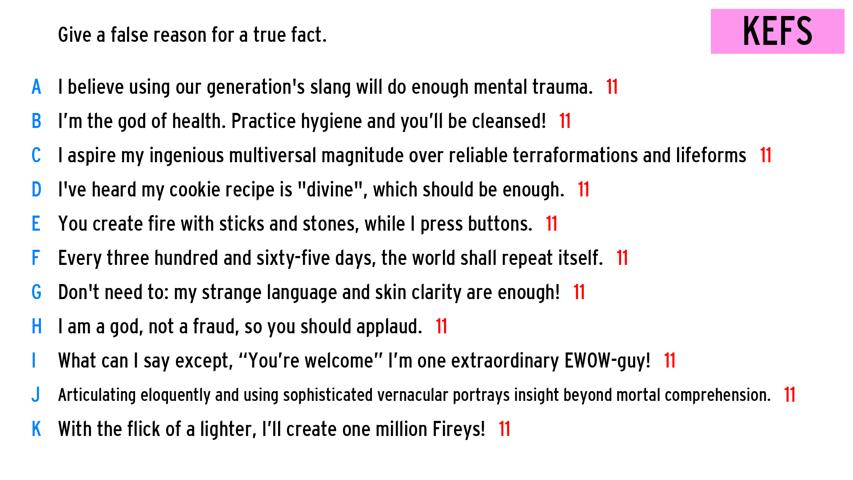 Give a false reason for a true fact.
KEFS
A I believe using our generation's slang will do enough mental trauma. 11
B I’m the god of health. Practice hygiene and you’ll be cleansed! 11
C I aspire my ingenious multiversal magnitude over reliable terraformations and lifeforms 11
D I've heard my cookie recipe is "divine", which should be enough. 11
E You create fire with sticks and stones, while I press buttons. 11
F Every three hundred and sixty-five days, the world shall repeat itself. 11
G Don't need to: my strange language and skin clarity are enough! 11
H I am a god, not a fraud, so you should applaud. 11
I What can I say except, “You’re welcome” I’m one extraordinary EWOW-guy! 11
J Articulating eloquently and using sophisticated vernacular portrays insight beyond mortal comprehension. 11
K With the flick of a lighter, I’ll create one million Fireys! 11